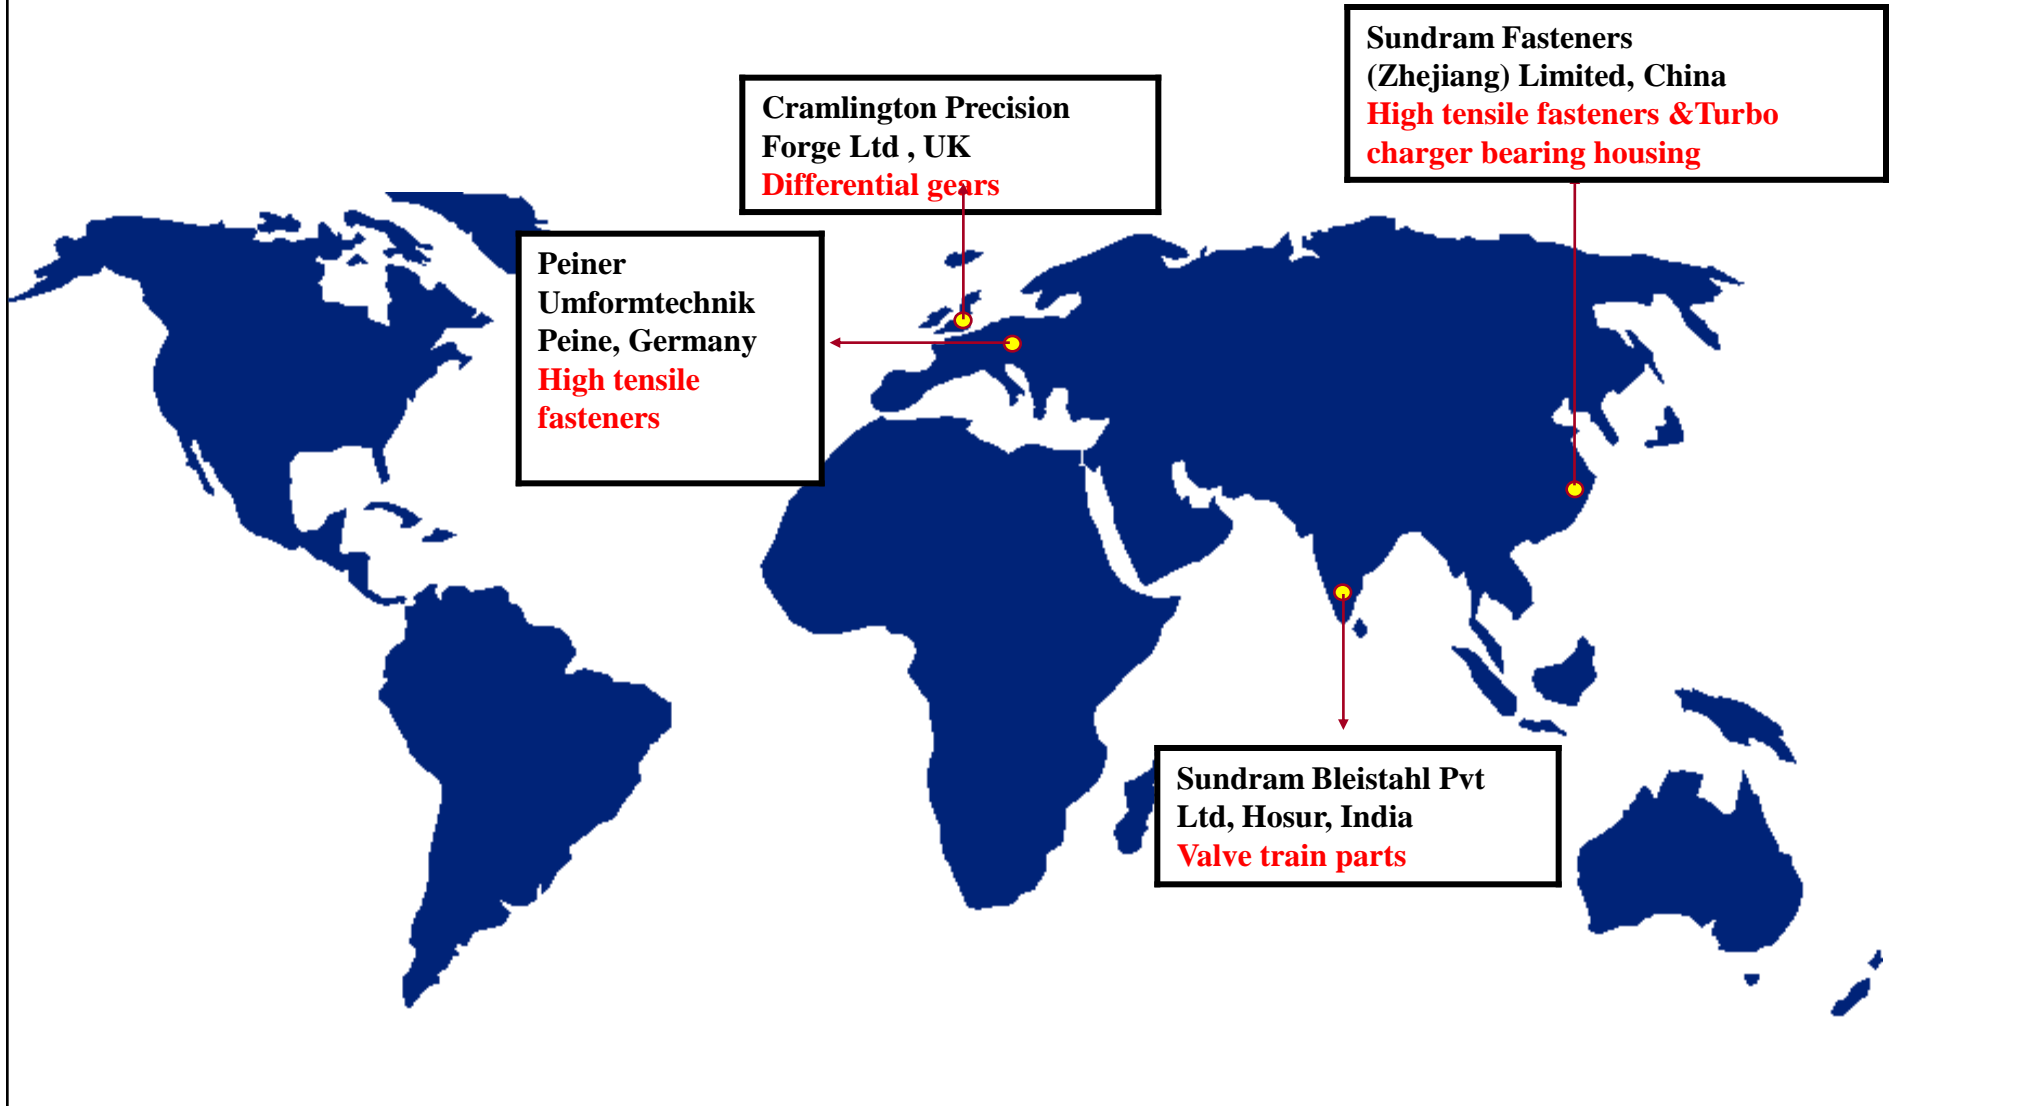 Sundram Fasteners
(Zhejiang) Limited, China
High tensile fasteners &Turbo
charger bearing housing
Cramlington Precision
Forge Ltd , UK
Differential gears
Peiner
Umformtechnik
Peine, Germany
High tensile
fasteners
Sundram Bleistahl Pvt
Ltd, Hosur, India
Valve train parts